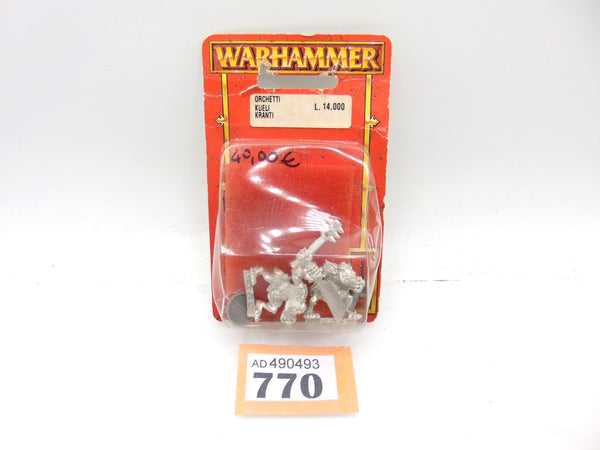 WARHAMMER
ORCHETTI
KUELI L. 14,000
KRANTI
40,00€
AD 490493
770